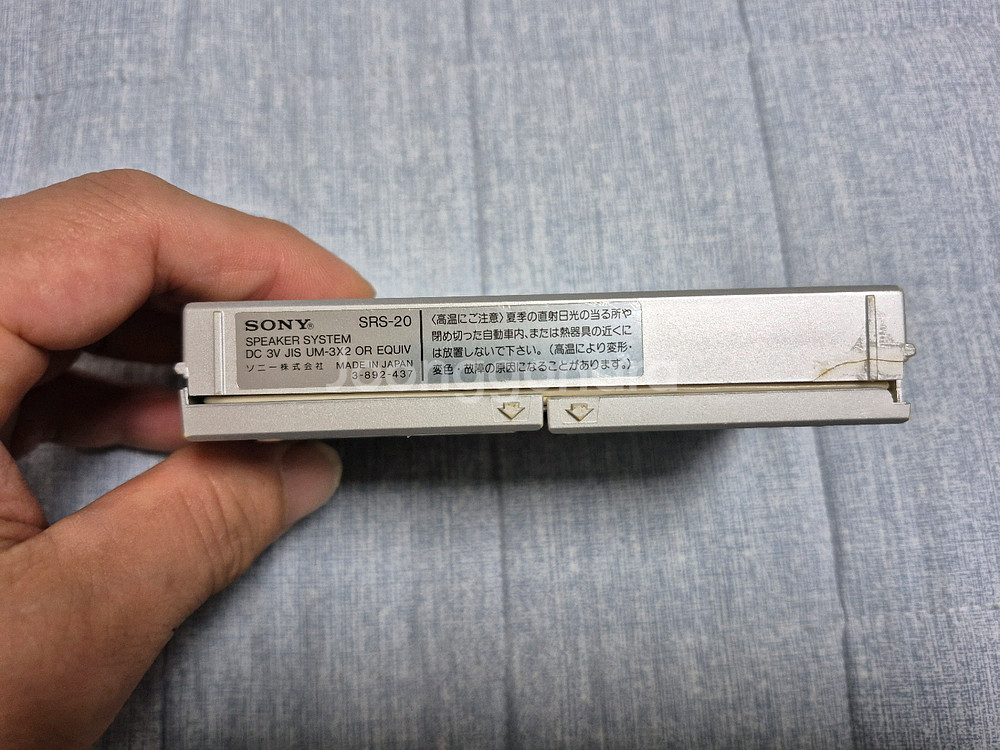 SONY® SRS-20
SPEAKER SYSTEM
DC 3V JIS UM-3X2 OR EQUIV
ソニー株式会社 MADE IN JAPAN
3-892-437
〈高温にご注意〉夏季の直射日光の当る所や
閉め切った自動車内、または熱器具の近くに
は放置しないで下さい。(高温により変形・
変色・故障の原因になることがあります。)
Joonggonara